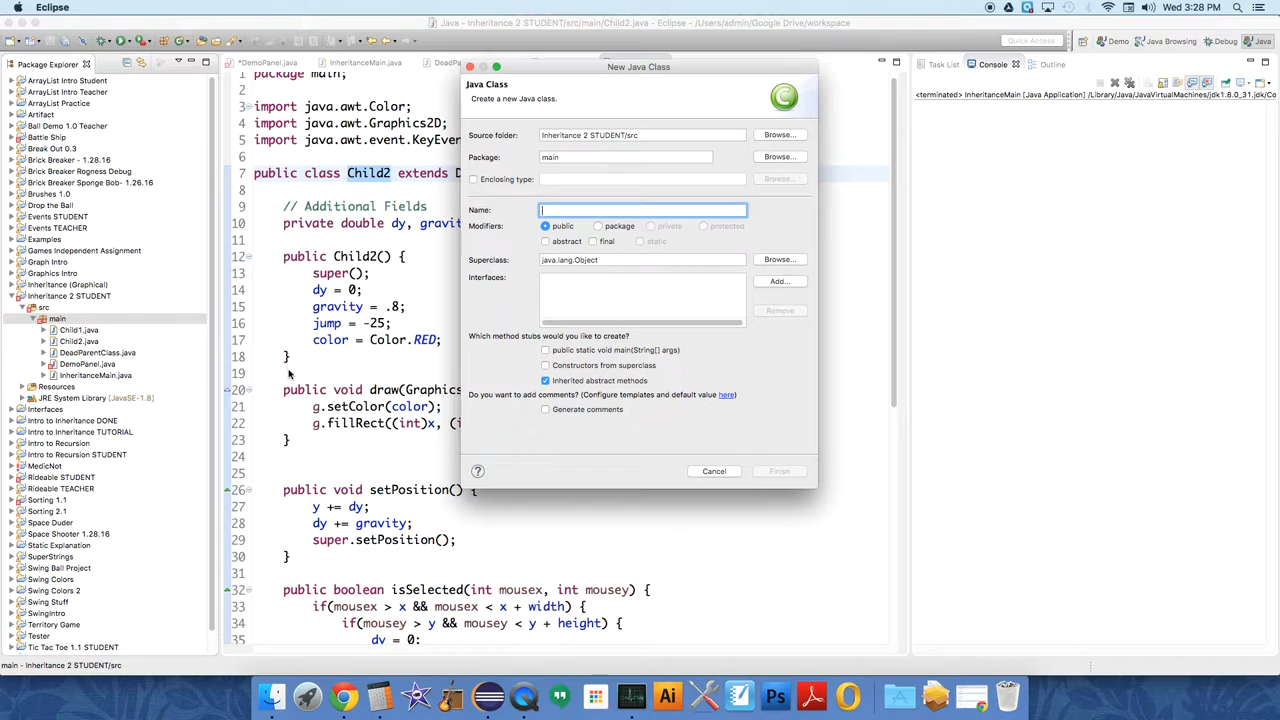 Eclipse
Wed 3:28 PM
Java - Inheritance 2 STUDENT/src/main/Child2.java - Eclipse - /Users/admin/Google Drive/workspace
Quick Access
Demo
Java Browsing
Debug
Java
Package Explorer
ArrayList Intro Student
ArrayList Intro Teacher
ArrayList Practice
Artifact
Ball Demo 1.0 Teacher
Battle Ship
Break Out 0.3
Brick Breaker - 1.28.16
Brick Breaker Rogness Debug
Brick Breaker Sponge Bob- 1.26.16
Brushes 1.0
Drop the Ball
Events STUDENT
Events TEACHER
Examples
Games Independent Assignment
Graph Intro
Graphics Intro
Inheritance (Graphical)
Inheritance 2 STUDENT
src
main
Child1.java
Child2.java
DeadParentClass.java
DemoPanel.java
InheritanceMain.java
Resources
JRE System Library [JavaSE-1.8]
Interfaces
Intro to Inheritance DONE
Intro to Inheritance TUTORIAL
Intro to Recursion
Intro to Recursion STUDENT
MedicNot
Rideable STUDENT
Rideable TEACHER
Sorting 1.1
Sorting 2.1
Space Duder
Space Shooter 1.28.16
Static Explanation
SuperStrings
Swing Ball Project
Swing Colors
Swing Colors 2
Swing Stuff
SwingIntro
Territory Game
Tester
Tic Tac Toe 1.1 STUDENT
*DemoPanel.java
InheritanceMain.java
DeadP
1 package main;
2
3 import java.awt.Color;
4 import java.awt.Graphics2D;
5 import java.awt.event.KeyEve
6
7 public class Child2 extends D
8
9 // Additional Fields
10 private double dy, gravit
11
12 public Child2() {
13 super();
14 dy = 0;
15 gravity = .8;
16 jump = -25;
17 color = Color.RED;
18 }
19
20 public void draw(Graphics
21 g.setColor(color);
22 g.fillRect((int)x, (i
23 }
24
25
26 public void setPosition() {
27 y += dy;
28 dy += gravity;
29 super.setPosition();
30 }
31
32 public boolean isSelected(int mousex, int mousey) {
33 if(mousex > x && mousex < x + width) {
34 if(mousey > y && mousey < y + height) {
35 dy = 0;
New Java Class
Java Class
Create a new Java class.
C
Source folder:
Inheritance 2 STUDENT/src
Browse...
Package:
main
Browse...
Enclosing type:
Browse...
Name:
Modifiers:
public
package
private
protected
abstract
final
static
Superclass:
java.lang.Object
Browse...
Interfaces:
Add...
Remove
Which method stubs would you like to create?
public static void main(String[] args)
Constructors from superclass
Inherited abstract methods
Do you want to add comments? (Configure templates and default value here)
Generate comments
?
Cancel
Finish
Task List
Console
Outline
<terminated> InheritanceMain [Java Application] /Library/Java/JavaVirtualMachines/jdk1.8.0_31.jdk/Co
main - Inheritance 2 STUDENT/src
Ai
Ps